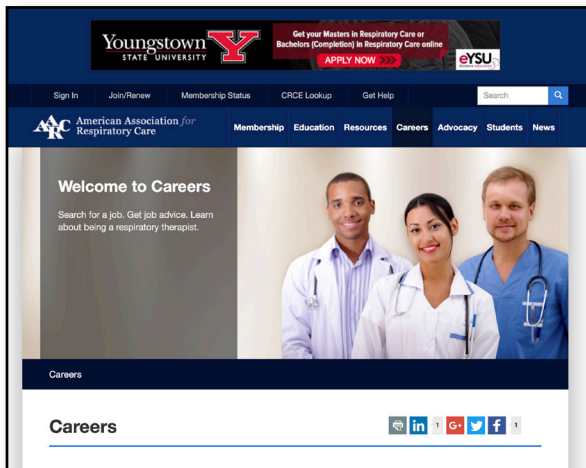 Youngstown
STATE UNIVERSITY
Y
Get your Masters in Respiratory Care or
Bachelors (Completion) in Respiratory Care online
APPLY NOW >>>
eYSU
distance education
Sign In Join/Renew Membership Status CRCE Lookup Get Help Search
AARC
American Association for
Respiratory Care
Membership Education Resources Careers Advocacy Students News
Welcome to Careers
Search for a job. Get job advice. Learn
about being a respiratory therapist.
Careers
Careers
in 1 G+ f 1